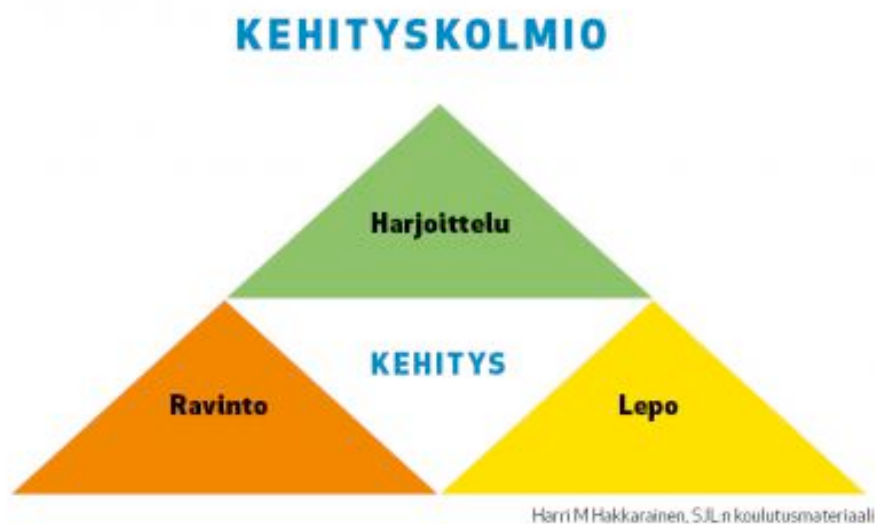 KEHITYSKOLMIO
Harjoittelu
KEHITYS
Ravinto
Lepo
Harri M Hakkarainen, SJL:n koulutusmateriaali